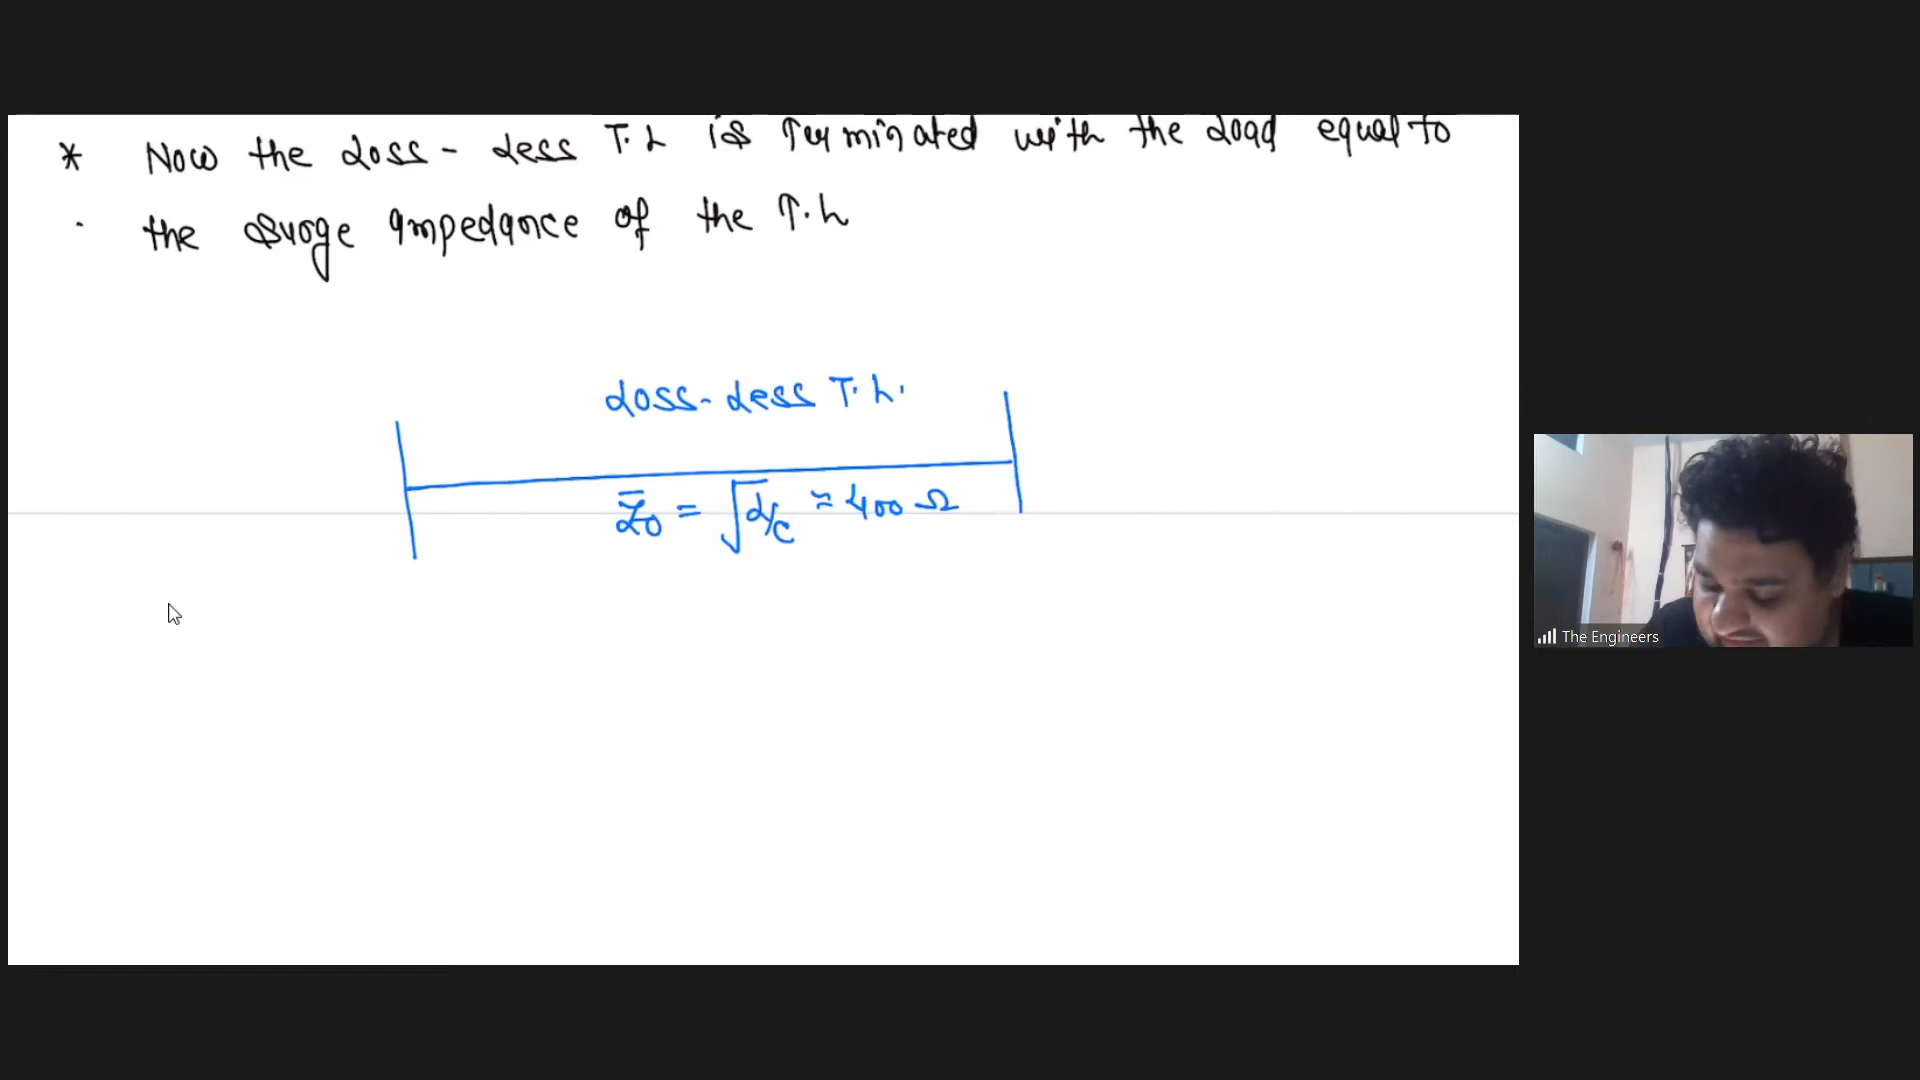 * Now the Loss - Less T.L is Terminated with the Load equal to
the Surge Impedance of the T.L
Loss-Less T.L.
Z̄0 = √L/C ≈ 400 Ω
The Engineers